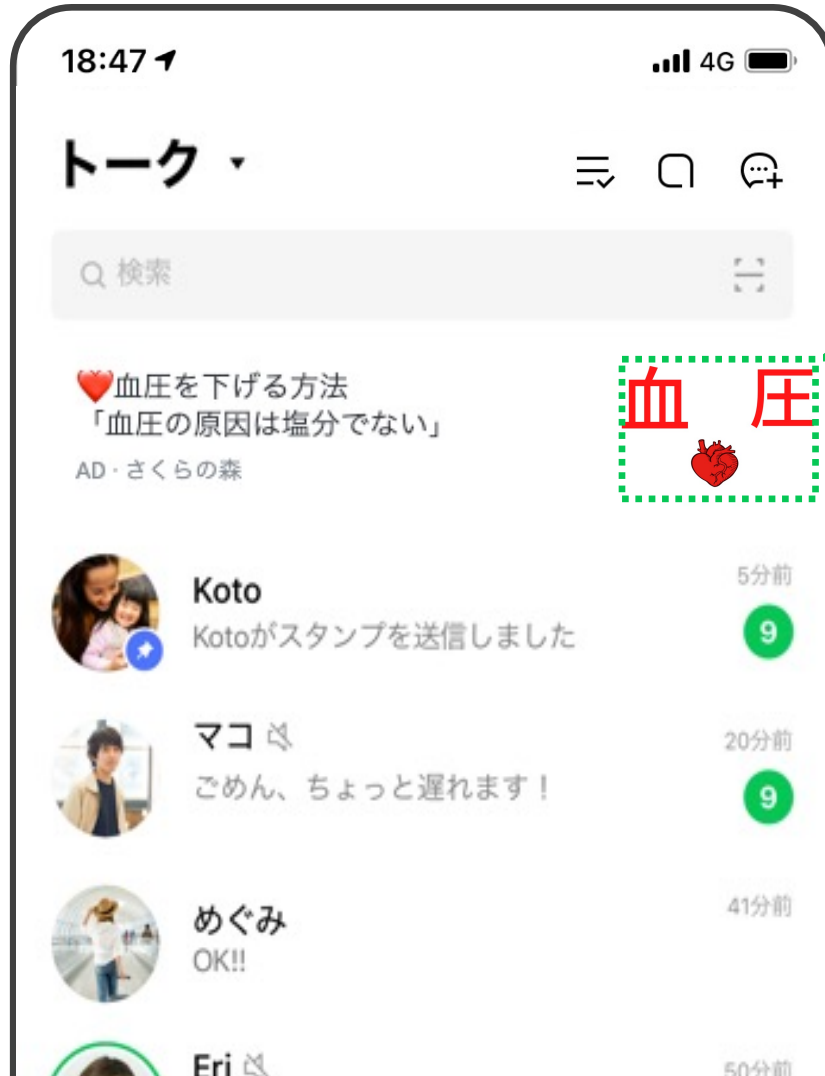 18:47
4G
トーク
検索
❤️血圧を下げる方法
「血圧の原因は塩分でない」
AD · さくらの森
血 圧
Koto
5分前
Kotoがスタンプを送信しました
9
マコ
20分前
ごめん、ちょっと遅れます！
9
めぐみ
41分前
OK!!
Eri
50分前